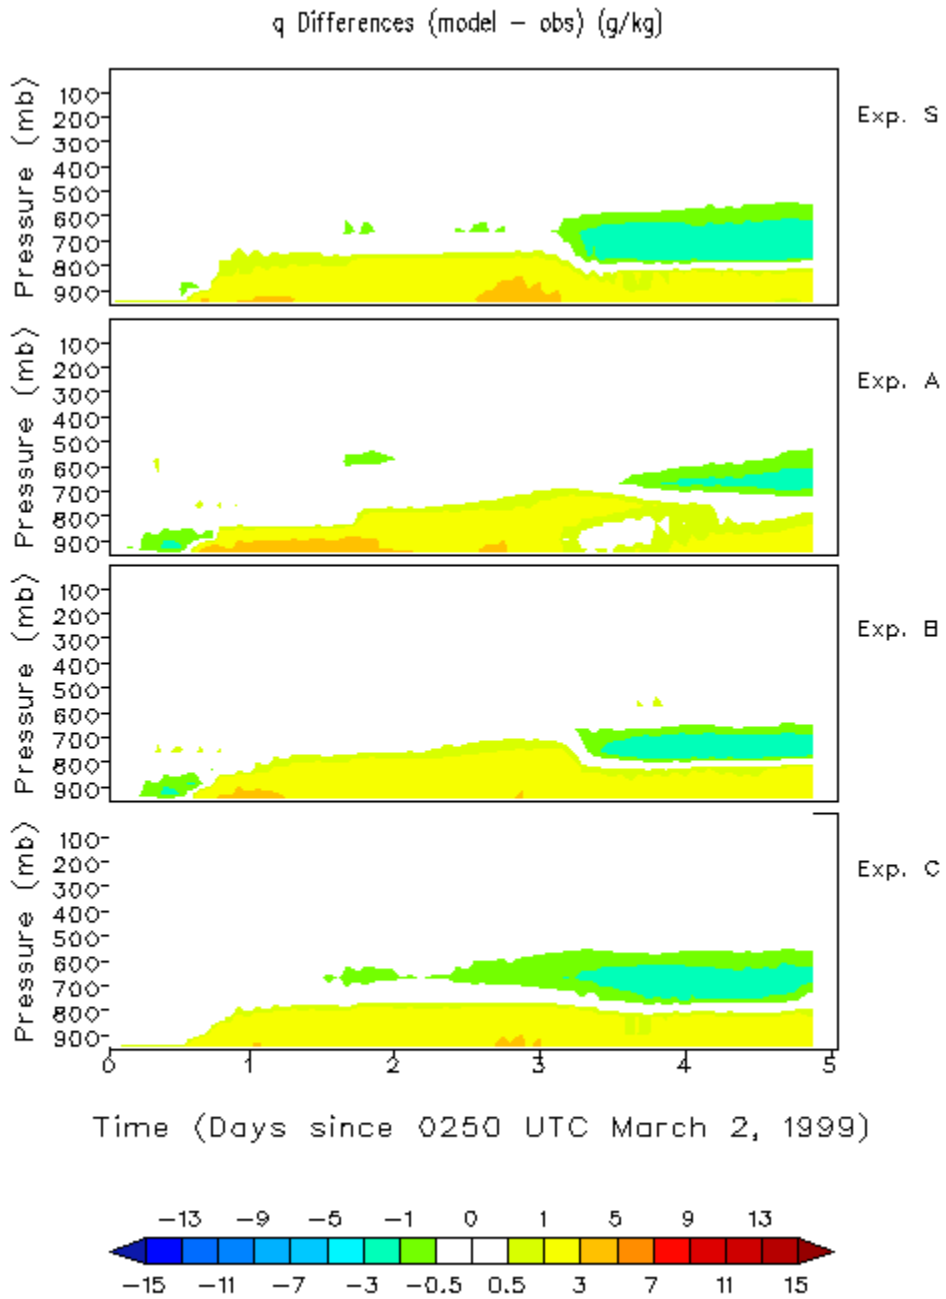 q Differences (model - obs) (g/kg)
Pressure (mb)
100
200
300
400
500
600
700
800
900
Exp. S
Pressure (mb)
100
200
300
400
500
600
700
800
900
Exp. A
Pressure (mb)
100
200
300
400
500
600
700
800
900
Exp. B
Pressure (mb)
100
200
300
400
500
600
700
800
900
Exp. C
0 1 2 3 4 5
Time (Days since 0250 UTC March 2, 1999)
-13 -9 -5 -1 0 1 5 9 13
-15 -11 -7 -3 -0.5 0.5 3 7 11 15